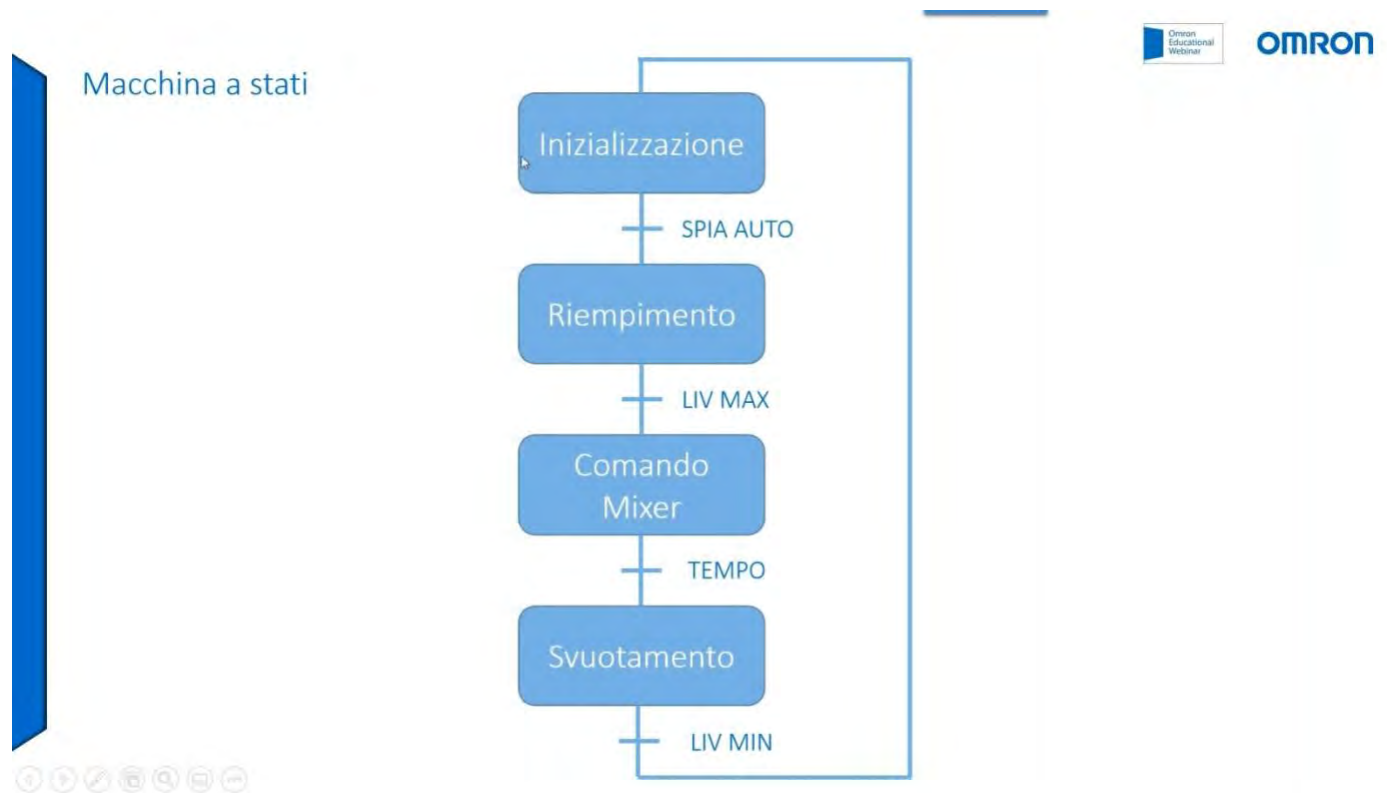 Omron
Educational
Webinar
OMRON
Macchina a stati
Inizializzazione
SPIA AUTO
Riempimento
LIV MAX
Comando
Mixer
TEMPO
Svuotamento
LIV MIN